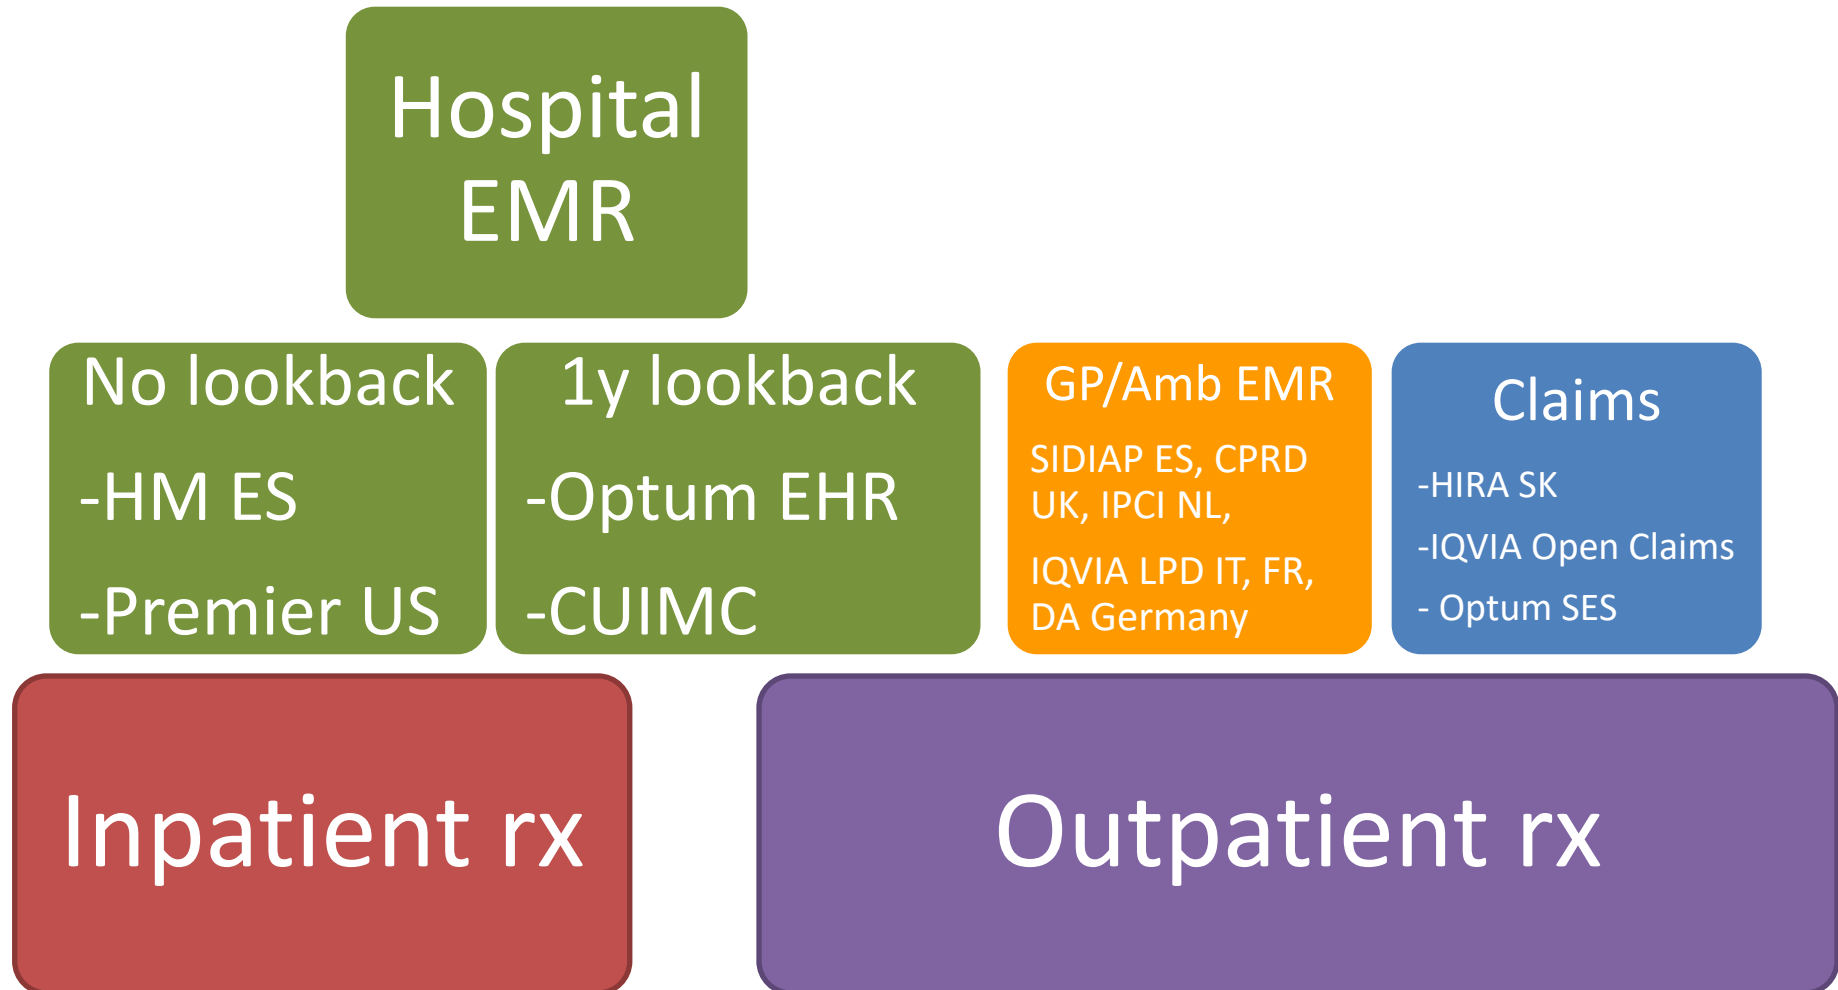 Hospital
EMR
No lookback
-HM ES
-Premier US
1y lookback
-Optum EHR
-CUIMC
GP/Amb EMR
SIDIAP ES, CPRD
UK, IPCI NL,
IQVIA LPD IT, FR,
DA Germany
Claims
-HIRA SK
-IQVIA Open Claims
- Optum SES
Inpatient rx
Outpatient rx